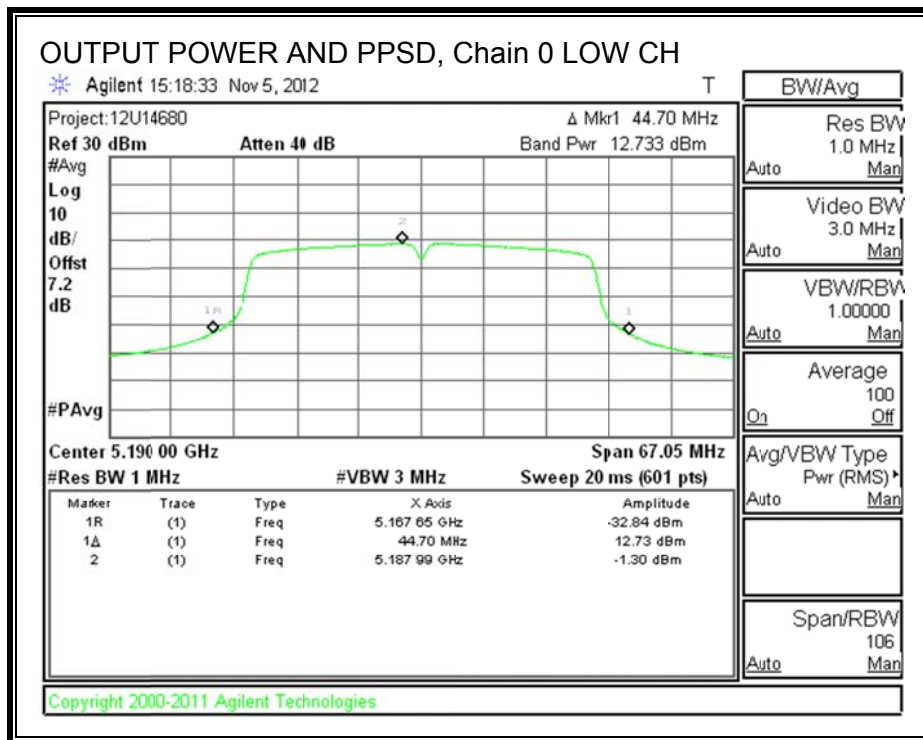 OUTPUT POWER AND PPSD, Chain 0 LOW CH
Agilent 15:18:33 Nov 5, 2012 T
Project:12U14680 Δ Mkr1 44.70 MHz
Ref 30 dBm Atten 40 dB Band Pwr 12.733 dBm
#Avg
Log
10
dB/
Offst
7.2
dB
#PAvg
2
1R
1
Center 5.190 00 GHz Span 67.05 MHz
#Res BW 1 MHz #VBW 3 MHz Sweep 20 ms (601 pts)
Marker Trace Type X Axis Amplitude
1R (1) Freq 5.167 65 GHz -32.84 dBm
1Δ (1) Freq 44.70 MHz 12.73 dBm
2 (1) Freq 5.187 99 GHz -1.30 dBm
BW/Avg
Res BW
1.0 MHz
Auto Man
Video BW
3.0 MHz
Auto Man
VBW/RBW
1.00000
Auto Man
Average
100
On Off
Avg/VBW Type
Pwr (RMS)
Auto Man
Span/RBW
106
Auto Man
Copyright 2000-2011 Agilent Technologies